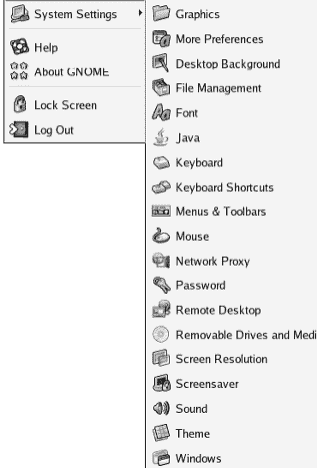 System Settings
Help
About GNOME
Lock Screen
Log Out
Graphics
More Preferences
Desktop Background
File Management
Font
Java
Keyboard
Keyboard Shortcuts
Menus & Toolbars
Mouse
Network Proxy
Password
Remote Desktop
Removable Drives and Medi
Screen Resolution
Screensaver
Sound
Theme
Windows